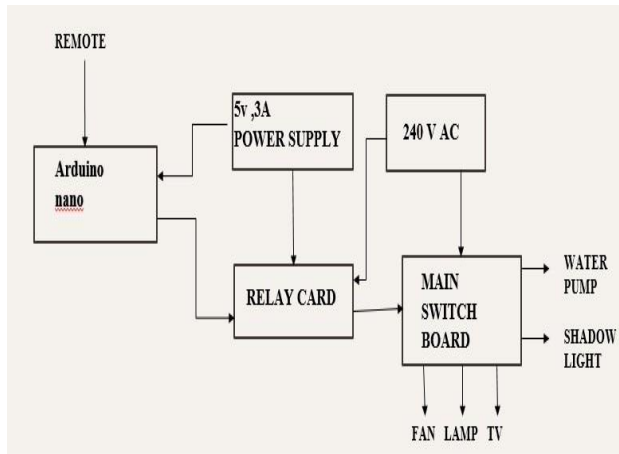 REMOTE
5v ,3A
POWER SUPPLY
240 V AC
Arduino
nano
RELAY CARD
MAIN
SWITCH
BOARD
WATER
PUMP
SHADOW
LIGHT
FAN LAMP TV